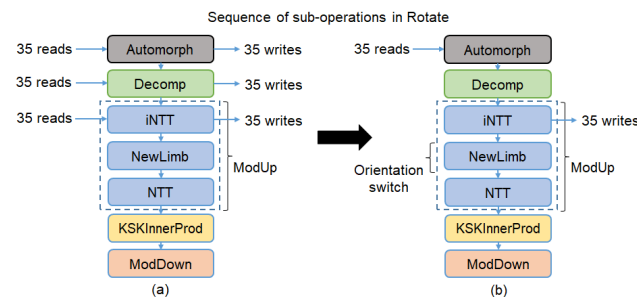 Sequence of sub-operations in Rotate
35 reads
Automorph
35 writes
35 reads
Decomp
35 writes
35 reads
iNTT
35 writes
NewLimb
ModUp
NTT
KSKInnerProd
ModDown
(a)
35 reads
Automorph
Decomp
iNTT
35 writes
Orientation
switch
NewLimb
ModUp
NTT
KSKInnerProd
ModDown
(b)